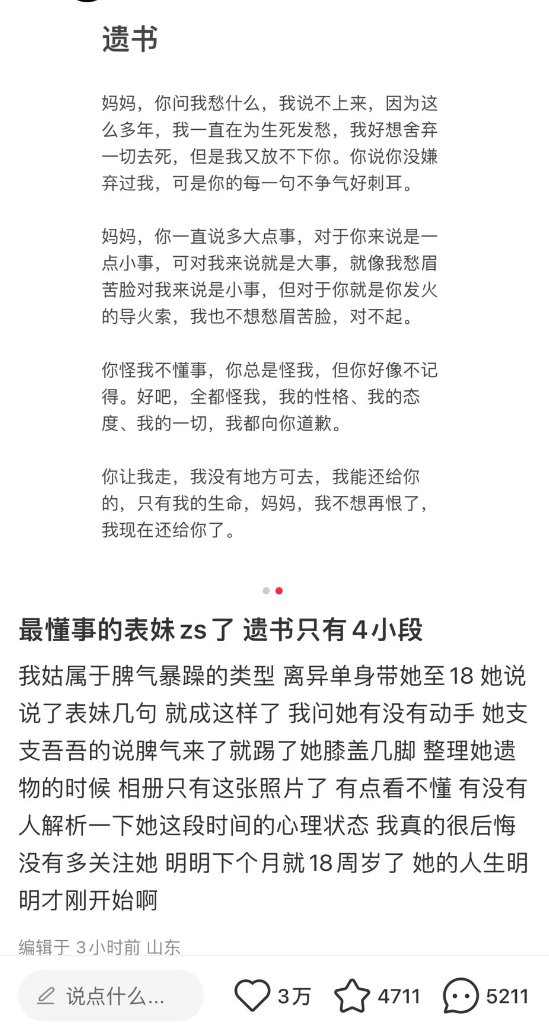 遗书
妈妈，你问我愁什么，我说不上来，因为这
么多年，我一直在为生死发愁，我好想舍弃
一切去死，但是我又放不下你。你说你没嫌
弃过我，可是你的每一句不争气好刺耳。
妈妈，你一直说多大点事，对于你来说是一
点小事，可对我来说就是大事，就像我愁眉
苦脸对我来说是小事，但对于你就是你发火
的导火索，我也不想愁眉苦脸，对不起。
你怪我不懂事，你总是怪我，但你好像不记
得。好吧，全都怪我，我的性格、我的态
度、我的一切，我都向你道歉。
你让我走，我没有地方可去，我能还给你
的，只有我的生命，妈妈，我不想再恨了，
我现在还给你了。
最懂事的表妹zs了 遗书只有4小段
我姑属于脾气暴躁的类型 离异单身带她至18 她说
说了表妹几句 就成这样了 我问她有没有动手 她支
支吾吾的说脾气来了就踢了她膝盖几脚 整理她遗
物的时候 相册只有这张照片了 有点看不懂 有没有
人解析一下她这段时间的心理状态 我真的很后悔
没有多关注她 明明下个月就18周岁了 她的人生明
明才刚开始啊
编辑于 3小时前 山东
说点什么... 3万 4711 5211